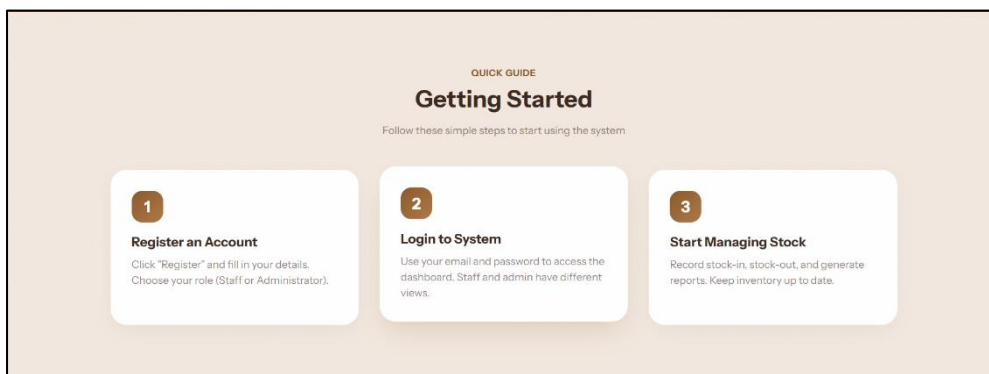 QUICK GUIDE
Getting Started
Follow these simple steps to start using the system
1
Register an Account
Click "Register" and fill in your details.
Choose your role (Staff or Administrator).
2
Login to System
Use your email and password to access the
dashboard. Staff and admin have different
views.
3
Start Managing Stock
Record stock-in, stock-out, and generate
reports. Keep inventory up to date.